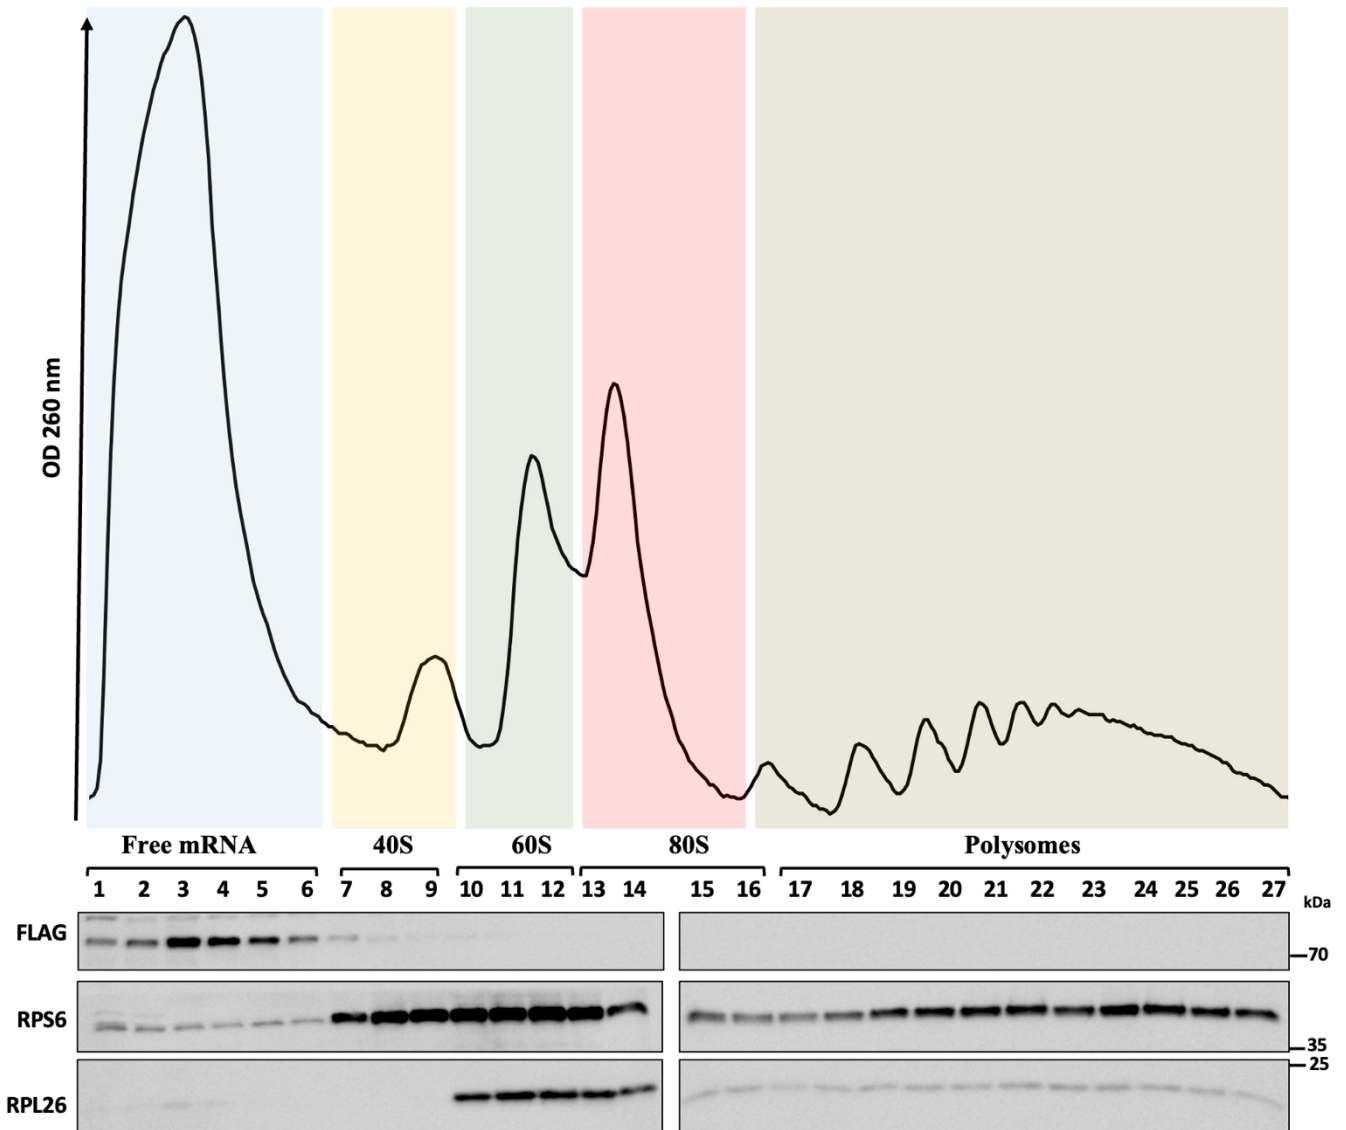 OD 260 nm
Free mRNA 40S 60S 80S Polysomes
1 2 3 4 5 6 7 8 9 10 11 12 13 14 15 16 17 18 19 20 21 22 23 24 25 26 27
kDa
FLAG
70
RPS6
35
25
RPL26